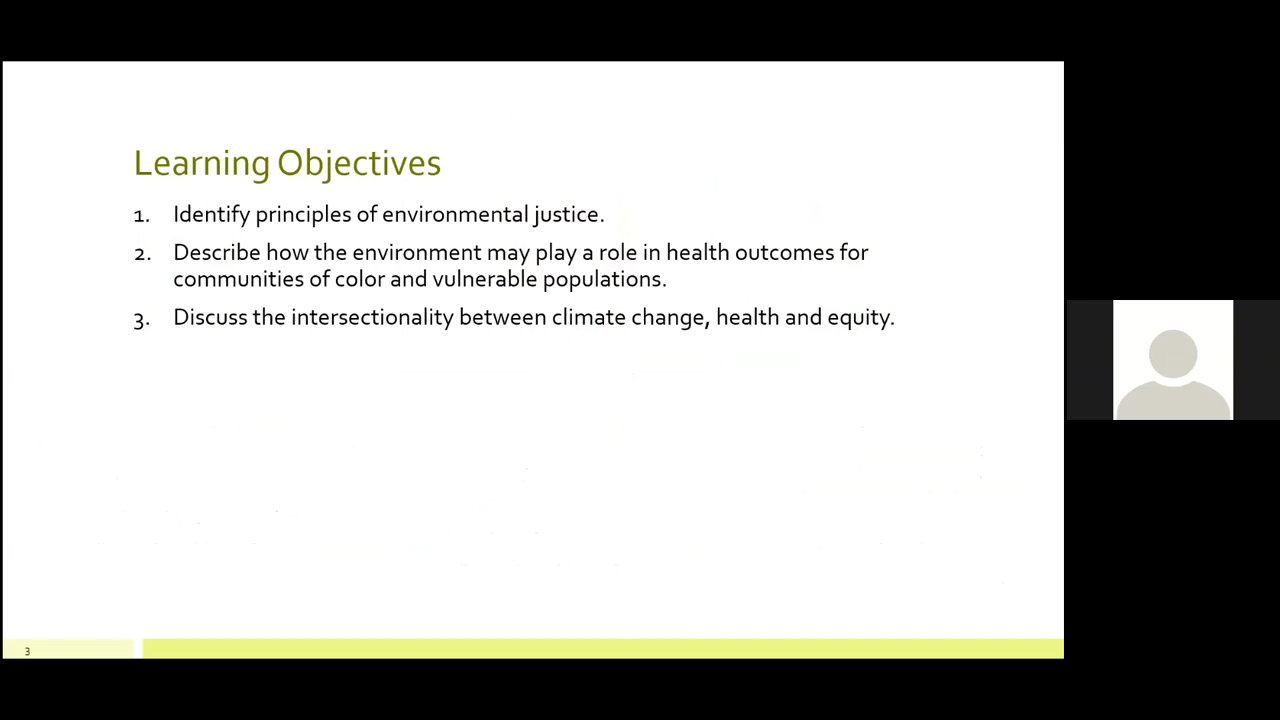 Learning Objectives
1. Identify principles of environmental justice.
2. Describe how the environment may play a role in health outcomes for
communities of color and vulnerable populations.
3. Discuss the intersectionality between climate change, health and equity.
3